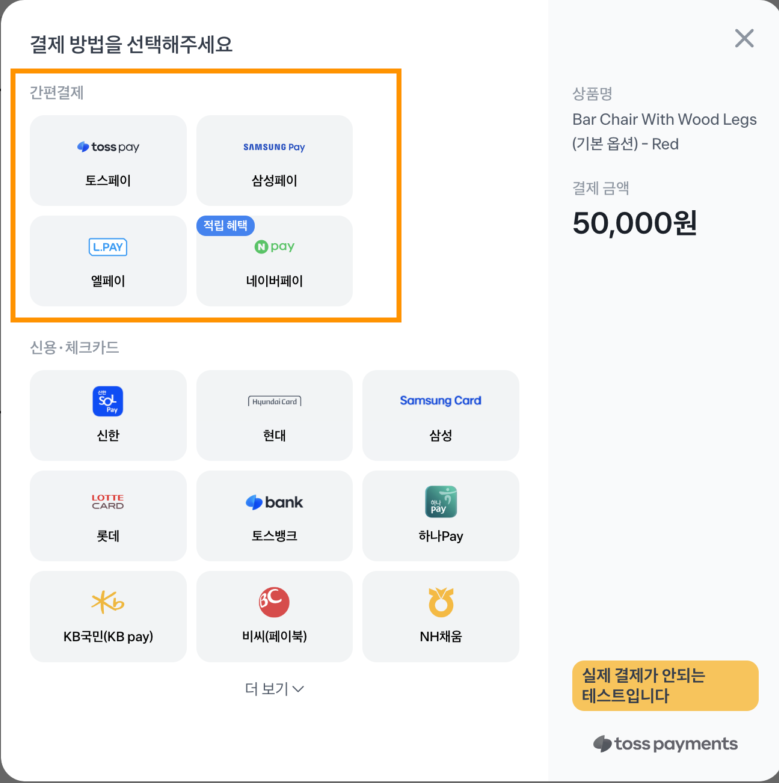 결제 방법을 선택해주세요
간편결제
toss pay
토스페이
SAMSUNG Pay
삼성페이
L.PAY
엘페이
적립 혜택
N pay
네이버페이
신용·체크카드
신한
SOL
Pay
신한
Hyundai Card
현대
Samsung Card
삼성
LOTTE
CARD
롯데
bank
토스뱅크
하나
pay
하나Pay
Kb
KB국민(KB pay)
BC
비씨(페이북)
NH채움
더 보기
상품명
Bar Chair With Wood Legs
(기본 옵션) - Red
결제 금액
50,000원
실제 결제가 안되는
테스트입니다
toss payments